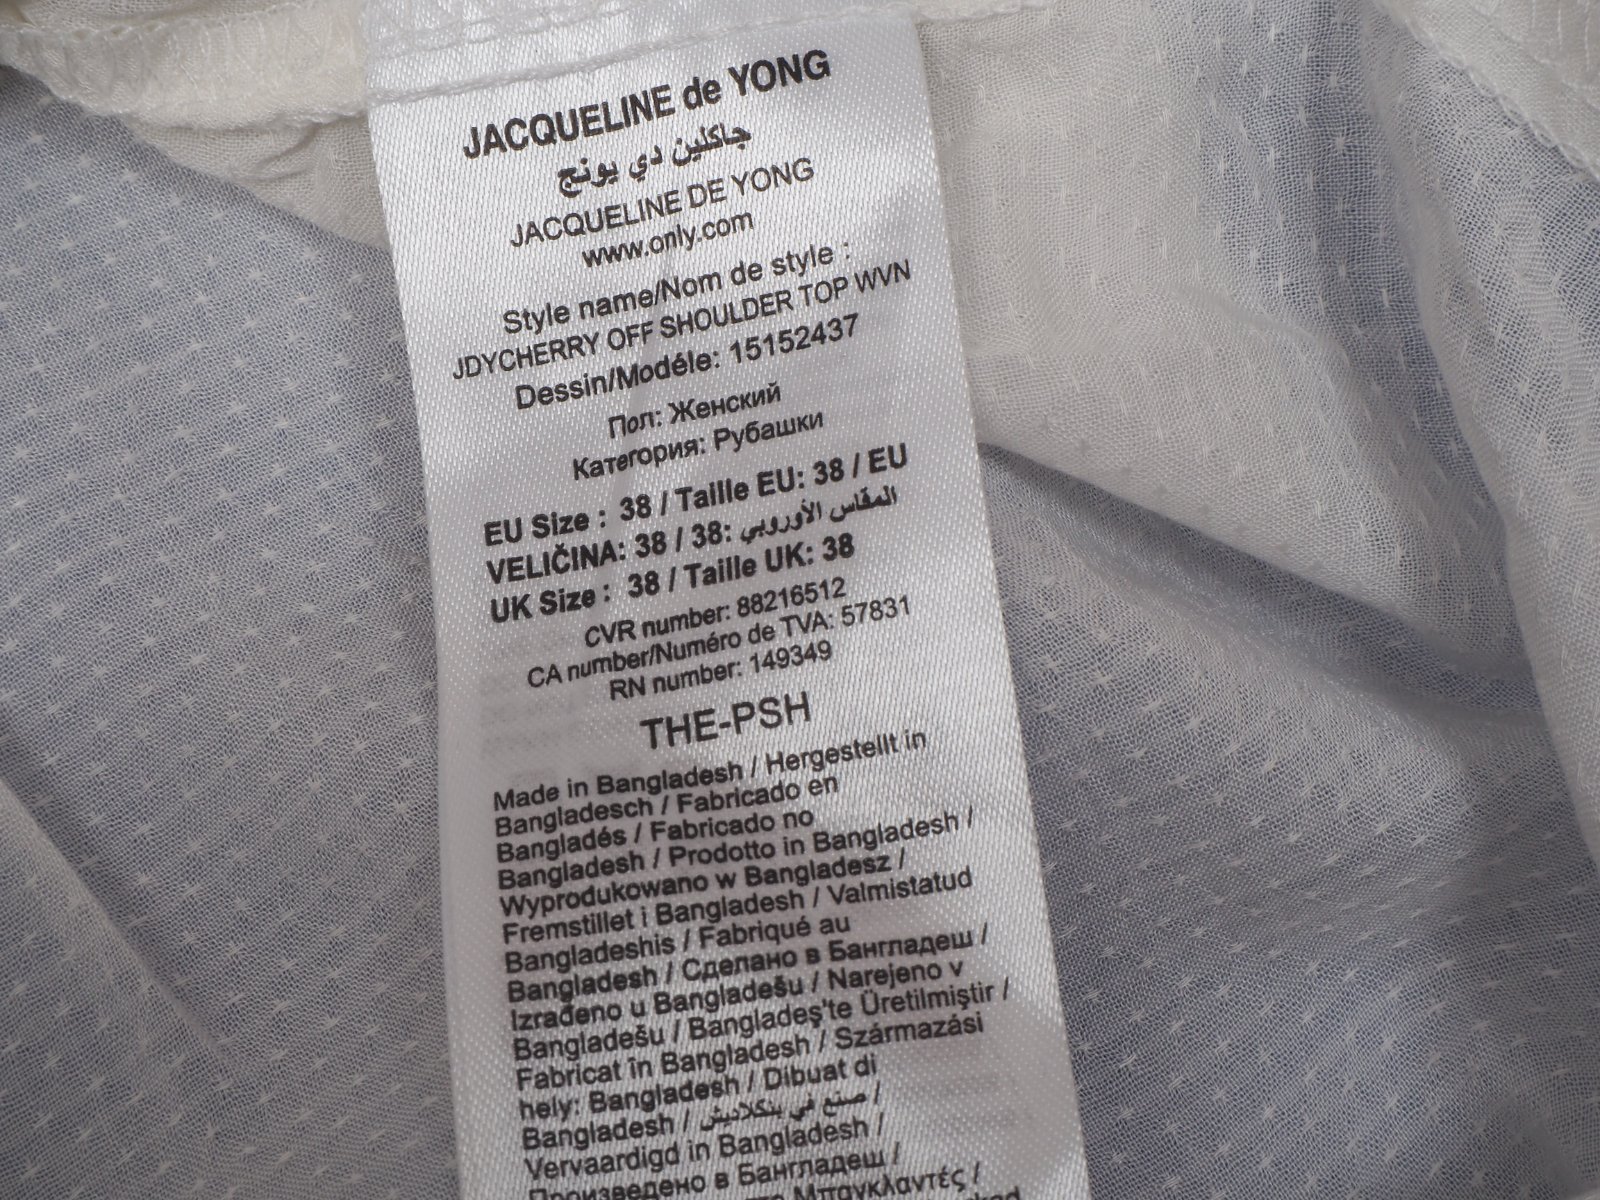 JACQUELINE de YONG
جاكلين دي يونج
JACQUELINE DE YONG
www.only.com
Style name/Nom de style :
JDYCHERRY OFF SHOULDER TOP WVN
Dessin/Modéle: 15152437
Пол: Женский
Категория: Рубашки
EU Size : 38 / Taille EU: 38 / EU
VELIČINA: 38 / 38: المقاس الأوروبي
UK Size : 38 / Taille UK: 38
CVR number: 88216512
CA number/Numéro de TVA: 57831
RN number: 149349
THE-PSH
Made in Bangladesh / Hergestellt in
Bangladesch / Fabricado en
Bangladés / Fabricado no
Bangladesh / Prodotto in Bangladesh /
Wyprodukowano w Bangladesz /
Fremstillet i Bangladesh / Valmistatud
Bangladeshis / Fabriqué au
Bangladesh / Сделано в Бангладеш /
Izrađeno u Bangladešu / Narejeno v
Bangladešu / Bangladeş'te Üretilmiştir /
Fabricat în Bangladesh / Származási
hely: Bangladesh / Dibuat di
Bangladesh / صنع في بنكلاديش /
Vervaardigd in Bangladesh /
Произведено в Бангладеш /
Μπανκλαντές /